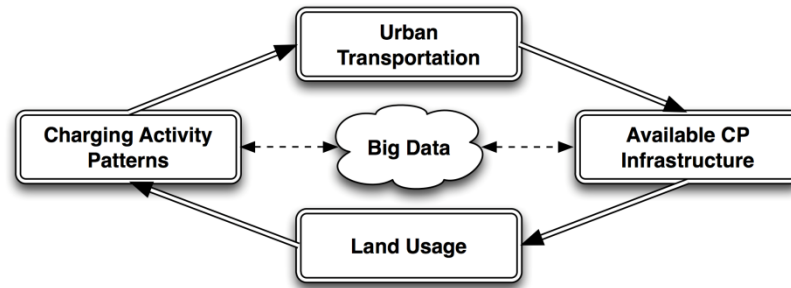 Urban
Transportation
Charging Activity
Patterns
Big Data
Available CP
Infrastructure
Land Usage